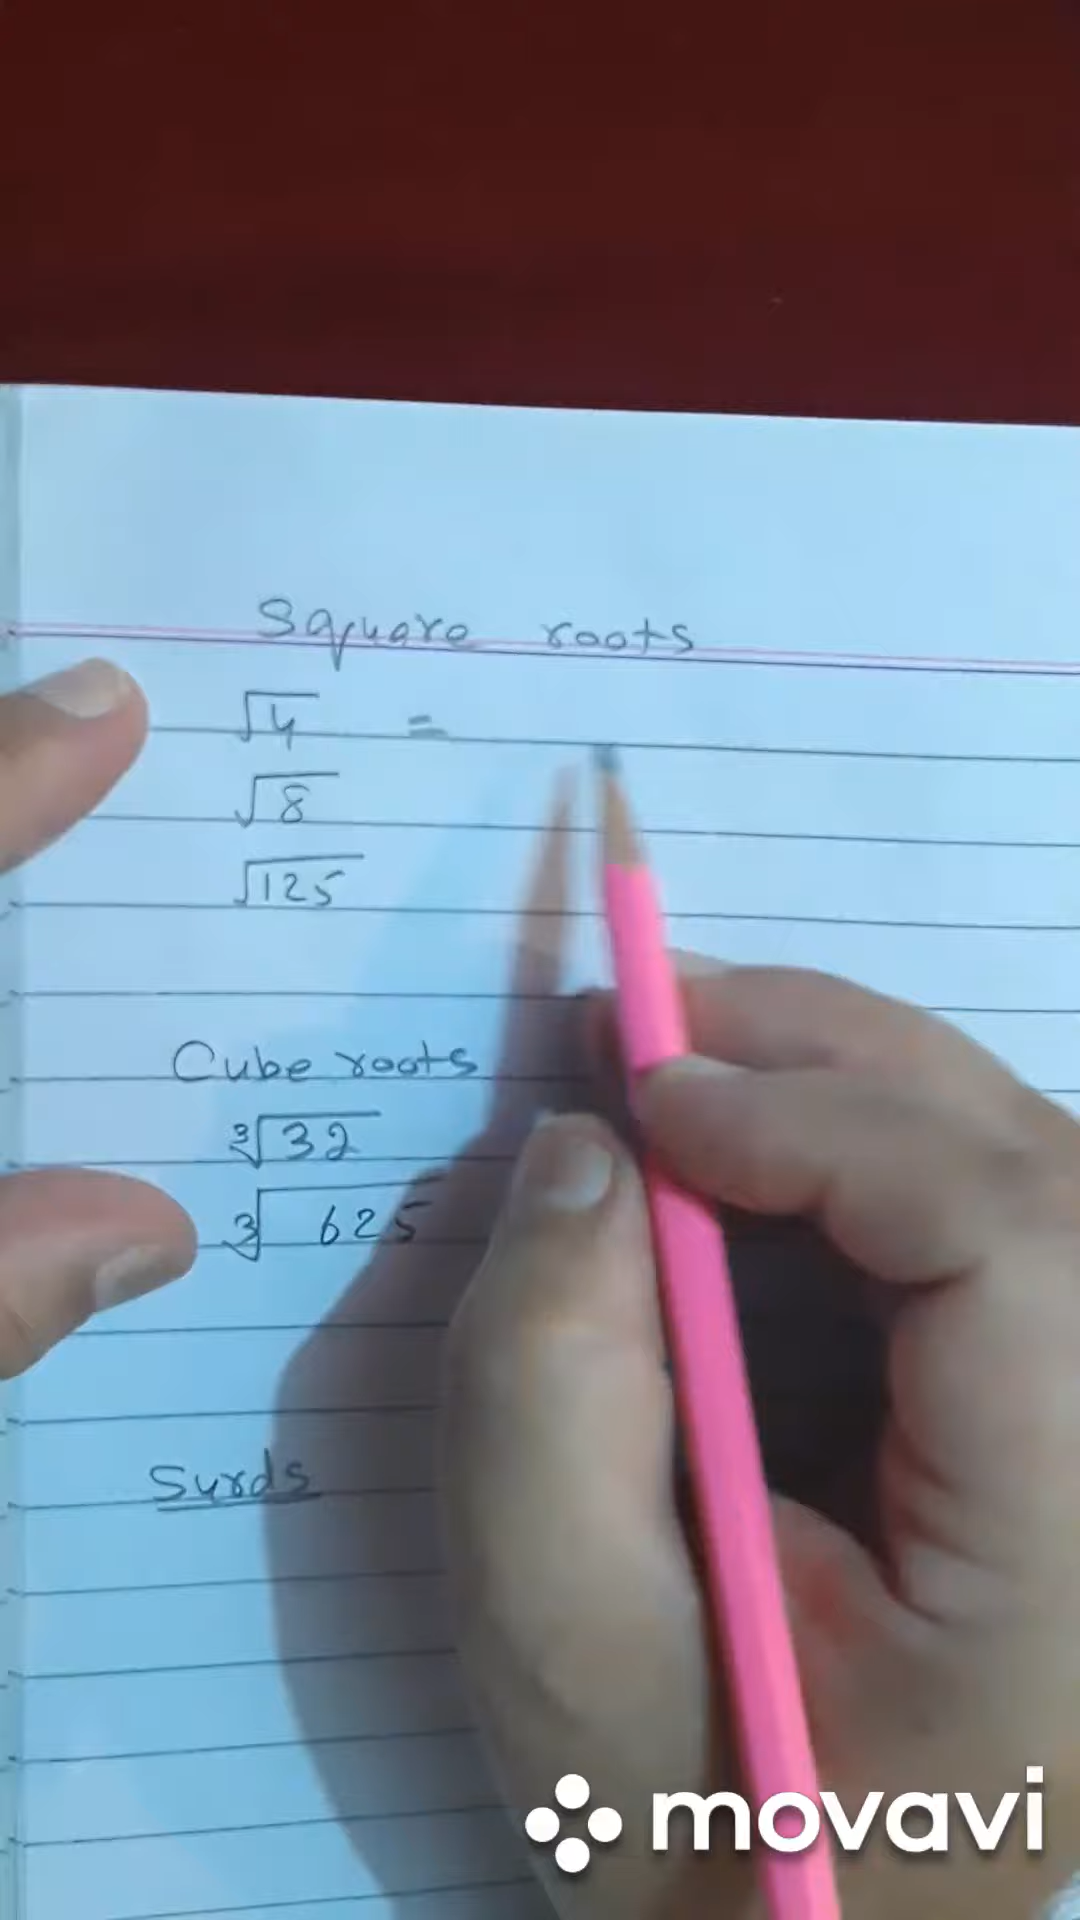 Square roots
√4 =
√8
√125
Cube roots
∛32
∛625
Surds
movavi